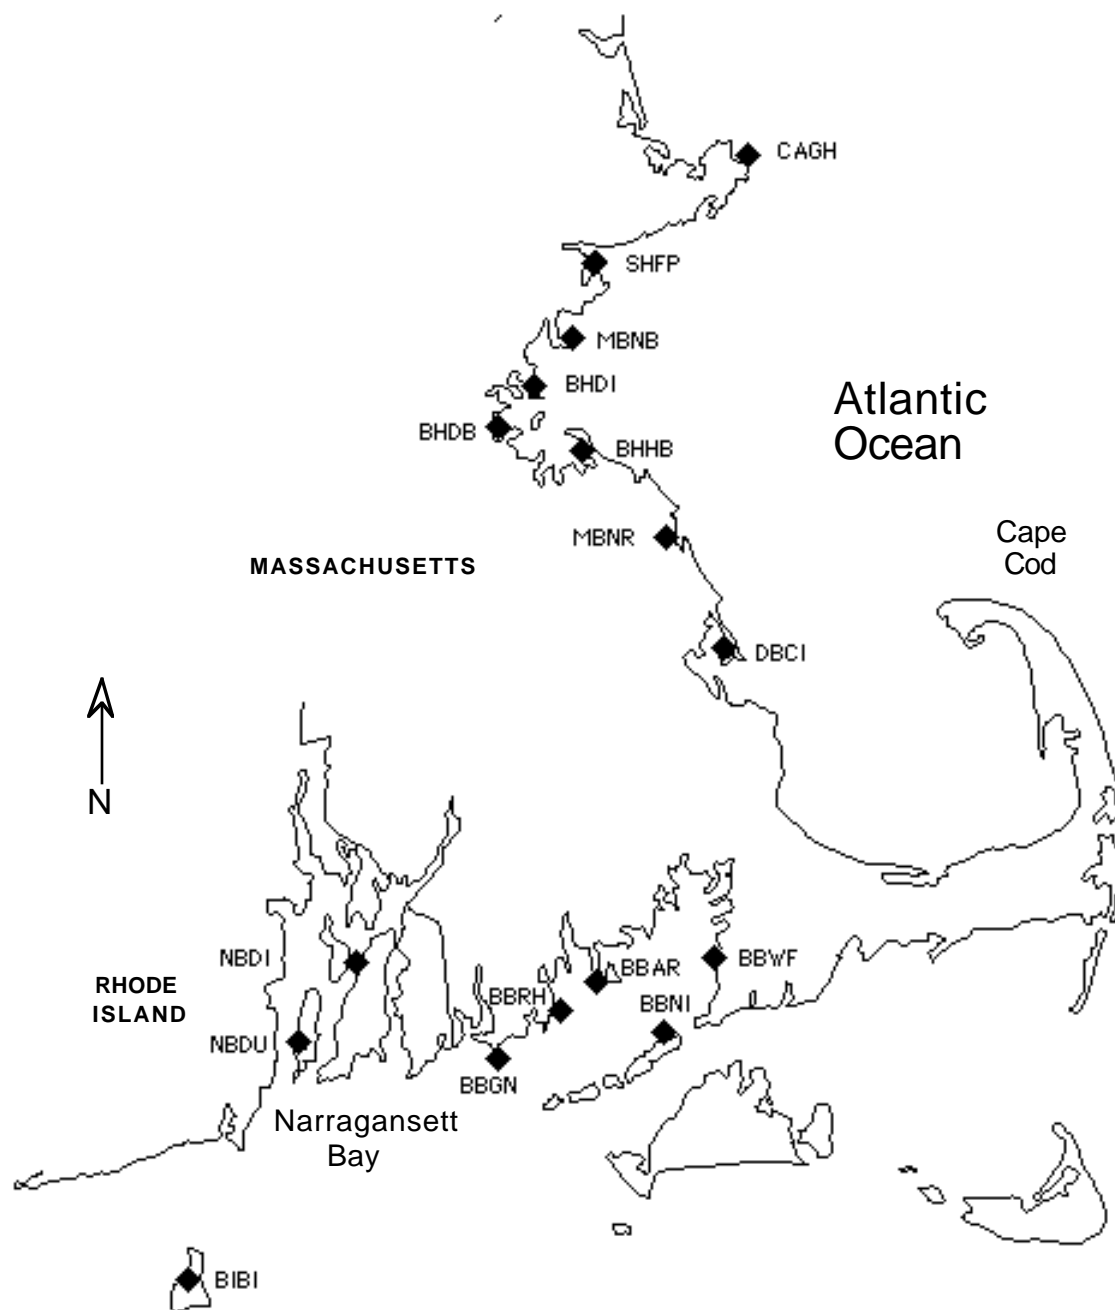 CAGH
SHFP
MBNB
BHDI
Atlantic
Ocean
BHDB
BHHB
MBNR
Cape
Cod
MASSACHUSETTS
DBCI
N
NBDI
BBAR
BBWF
RHODE
ISLAND
BBRH
BBNI
NBDU
BBGN
Narragansett
Bay
BIBI